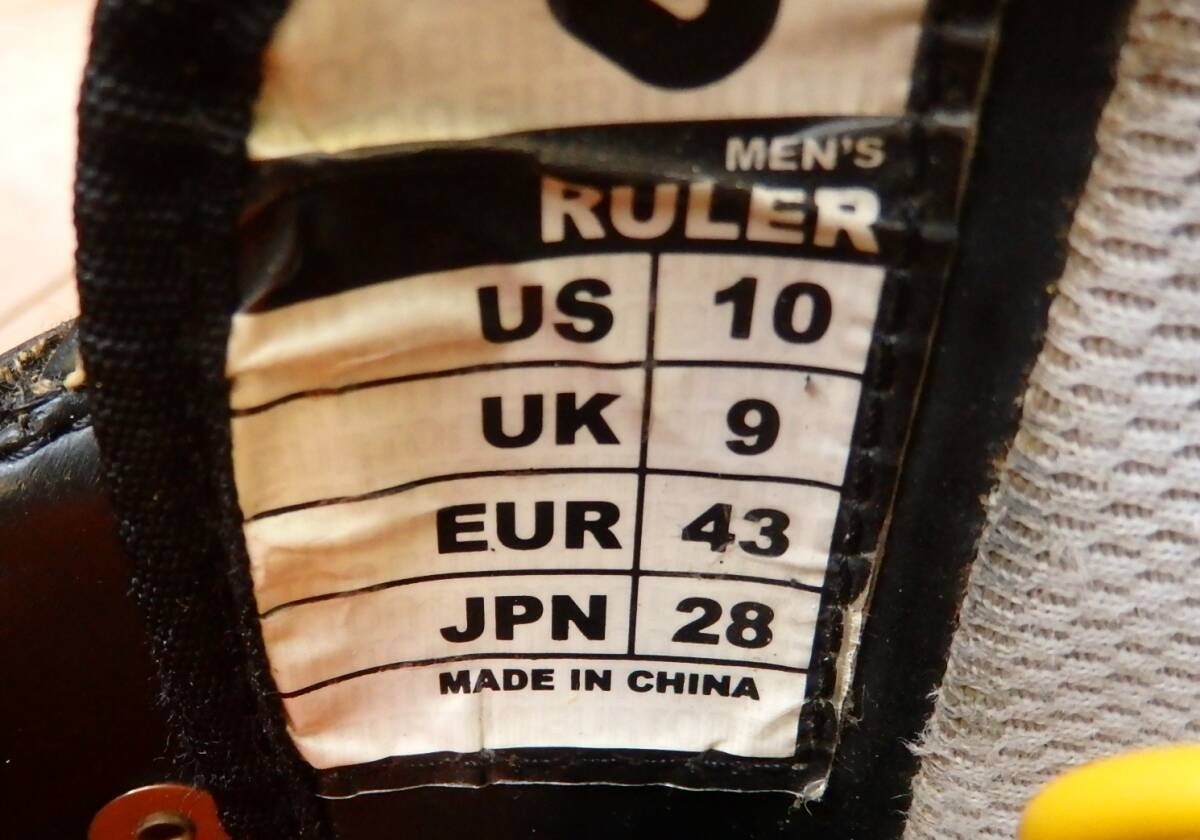 MEN'S
RULER
US 10
UK 9
EUR 43
JPN 28
MADE IN CHINA